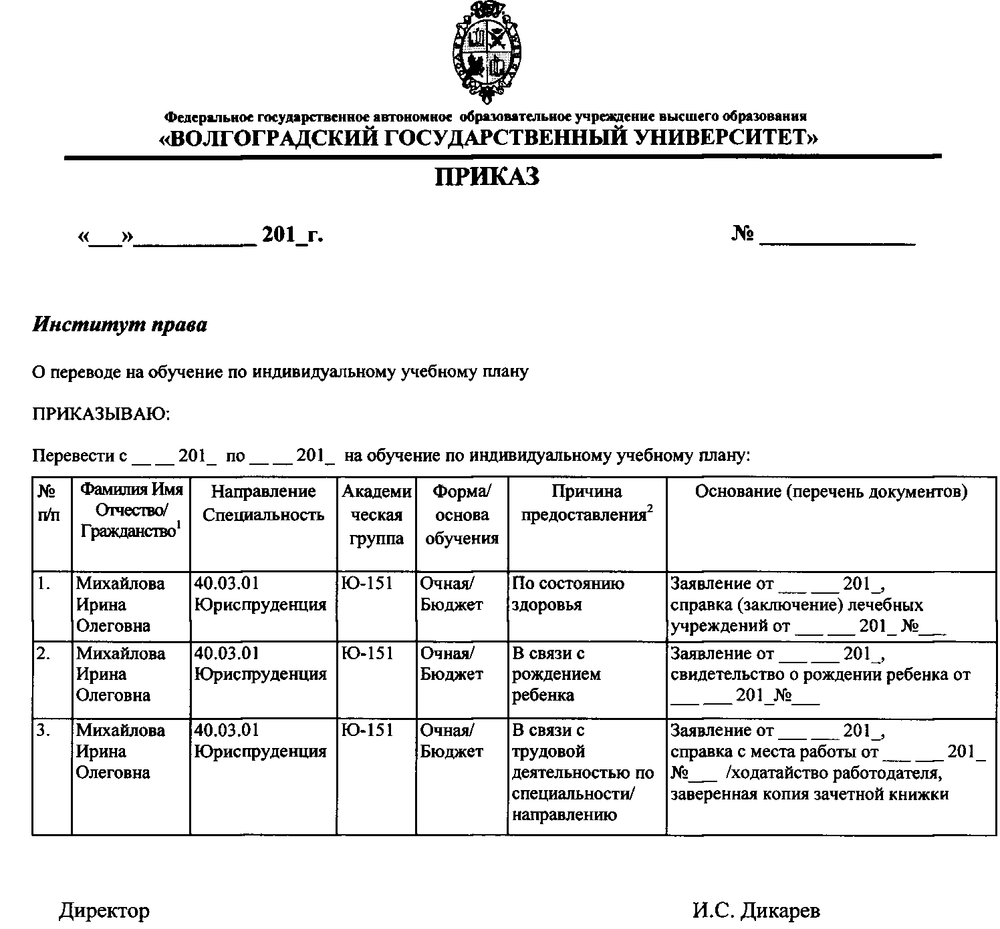 Федеральное государственное автономное образовательное учреждение высшего образования
«ВОЛГОГРАДСКИЙ ГОСУДАРСТВЕННЫЙ УНИВЕРСИТЕТ»
ПРИКАЗ
«___»___________ 201_г. № ______________
Институт права
О переводе на обучение по индивидуальному учебному плану
ПРИКАЗЫВАЮ:
Перевести с __ __ 201_ по __ __ 201_ на обучение по индивидуальному учебному плану:
№
п/п
Фамилия Имя
Отчество/
Гражданство1
Направление
Специальность
Академи
ческая
группа
Форма/
основа
обучения
Причина
предоставления2
Основание (перечень документов)
1.
Михайлова
Ирина
Олеговна
40.03.01
Юриспруденция
Ю-151
Очная/
Бюджет
По состоянию
здоровья
Заявление от ___ ___ 201_,
справка (заключение) лечебных
учреждений от ___ ___ 201_ №___
2.
Михайлова
Ирина
Олеговна
40.03.01
Юриспруденция
Ю-151
Очная/
Бюджет
В связи с
рождением
ребенка
Заявление от ___ ___ 201_,
свидетельство о рождении ребенка от
___ ___ 201_№___
3.
Михайлова
Ирина
Олеговна
40.03.01
Юриспруденция
Ю-151
Очная/
Бюджет
В связи с
трудовой
деятельностью по
специальности/
направлению
Заявление от ___ ___ 201_,
справка с места работы от ___ ___ 201_
№___ /ходатайство работодателя,
заверенная копия зачетной книжки
Директор И.С. Дикарев